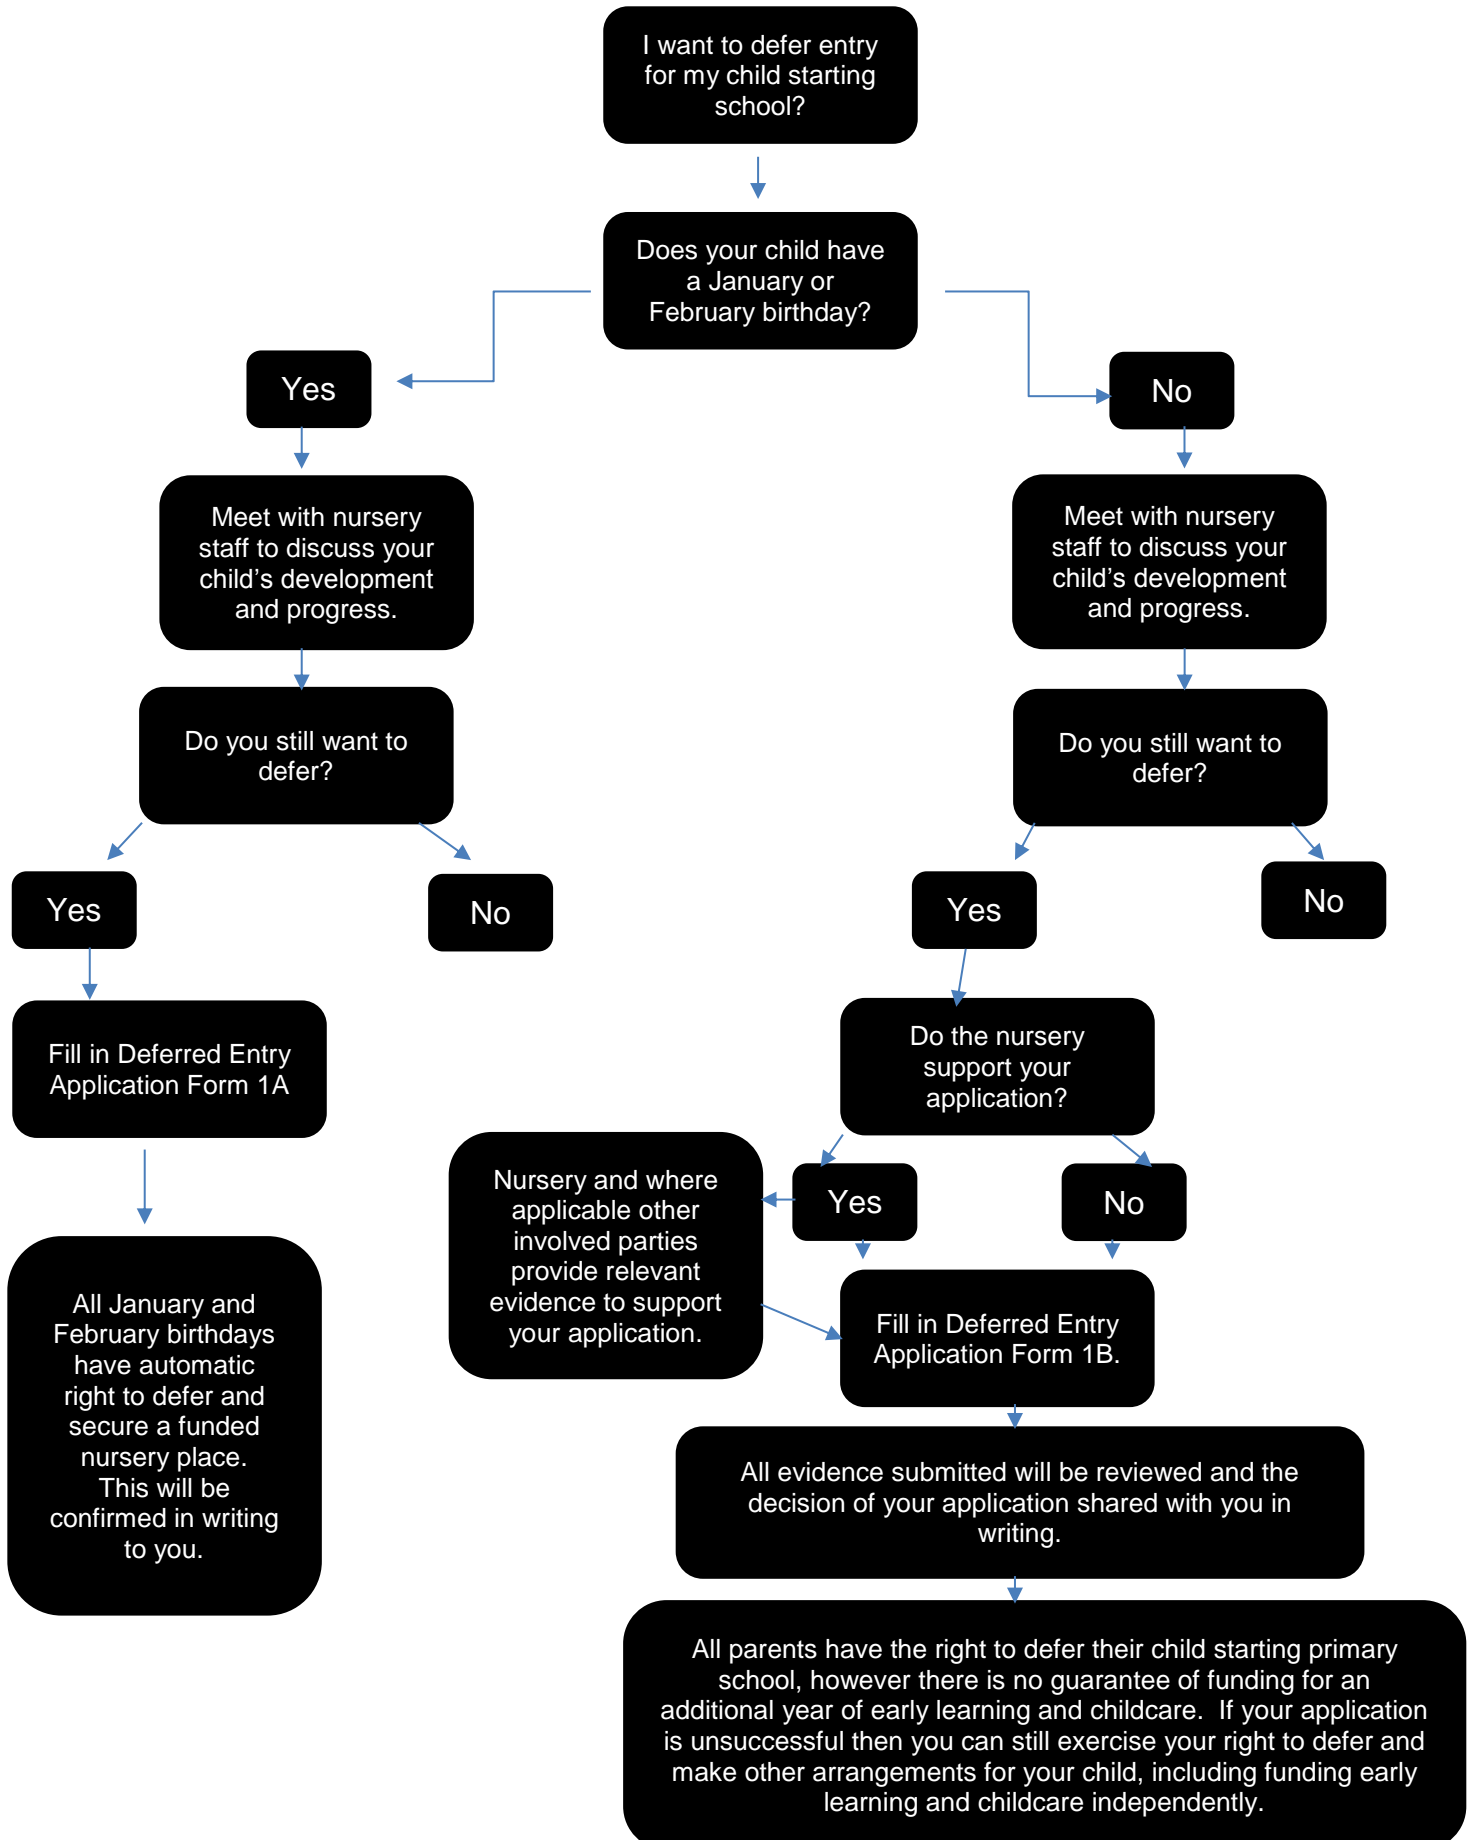 I want to defer entry
for my child starting
school?
Does your child have
a January or
February birthday?
Yes
No
Meet with nursery
staff to discuss your
child’s development
and progress.
Meet with nursery
staff to discuss your
child’s development
and progress.
Do you still want to
defer?
Do you still want to
defer?
Yes
No
Yes
No
Fill in Deferred Entry
Application Form 1A
Do the nursery
support your
application?
Nursery and where
applicable other
involved parties
provide relevant
evidence to support
your application.
Yes
No
All January and
February birthdays
have automatic
right to defer and
secure a funded
nursery place.
This will be
confirmed in writing
to you.
Fill in Deferred Entry
Application Form 1B.
All evidence submitted will be reviewed and the
decision of your application shared with you in
writing.
All parents have the right to defer their child starting primary
school, however there is no guarantee of funding for an
additional year of early learning and childcare.  If your application
is unsuccessful then you can still exercise your right to defer and
make other arrangements for your child, including funding early
learning and childcare independently.